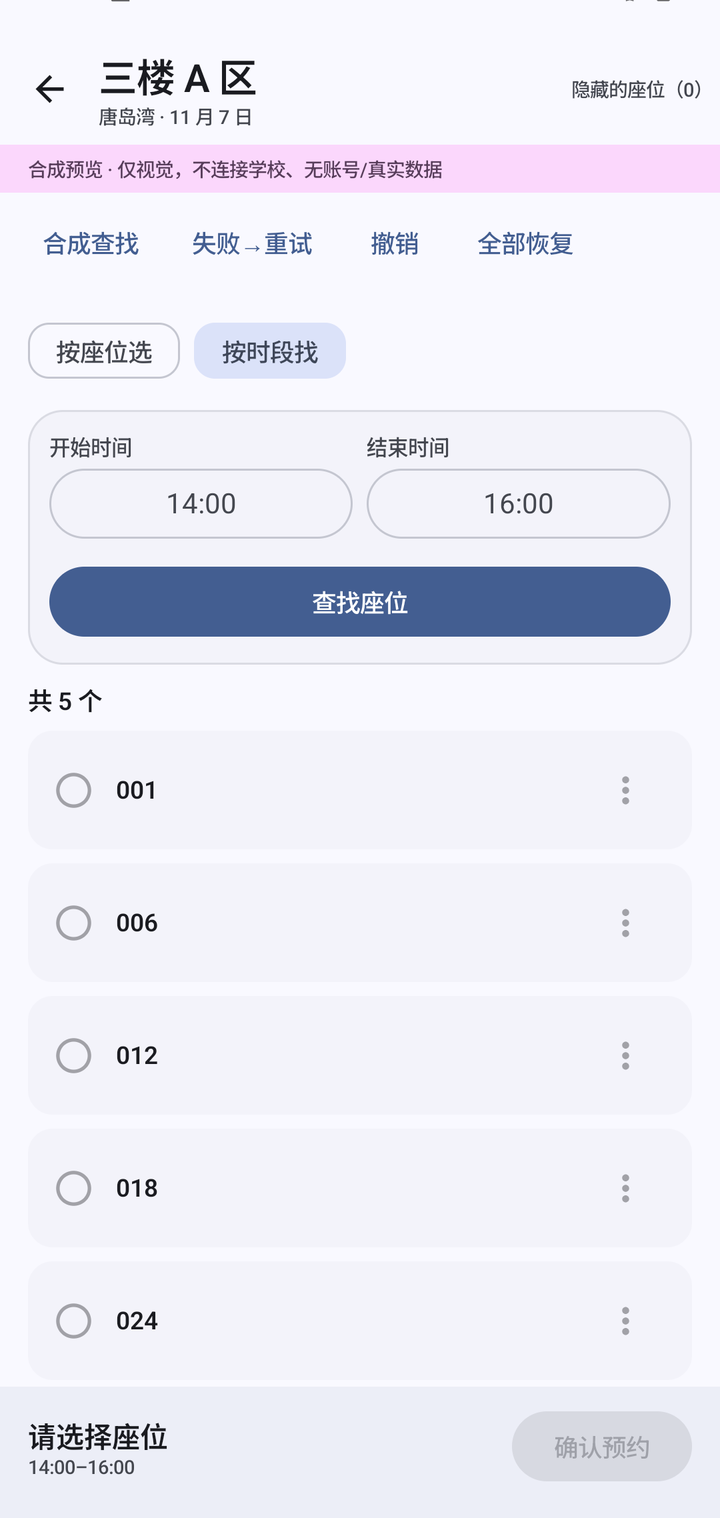 三楼 A 区
唐岛湾 · 11 月 7 日
隐藏的座位（0）
合成预览 · 仅视觉，不连接学校、无账号/真实数据
合成查找 失败→重试 撤销 全部恢复
按座位选 按时段找
开始时间 结束时间
14:00 16:00
查找座位
共 5 个
001
006
012
018
024
请选择座位
14:00–16:00
确认预约